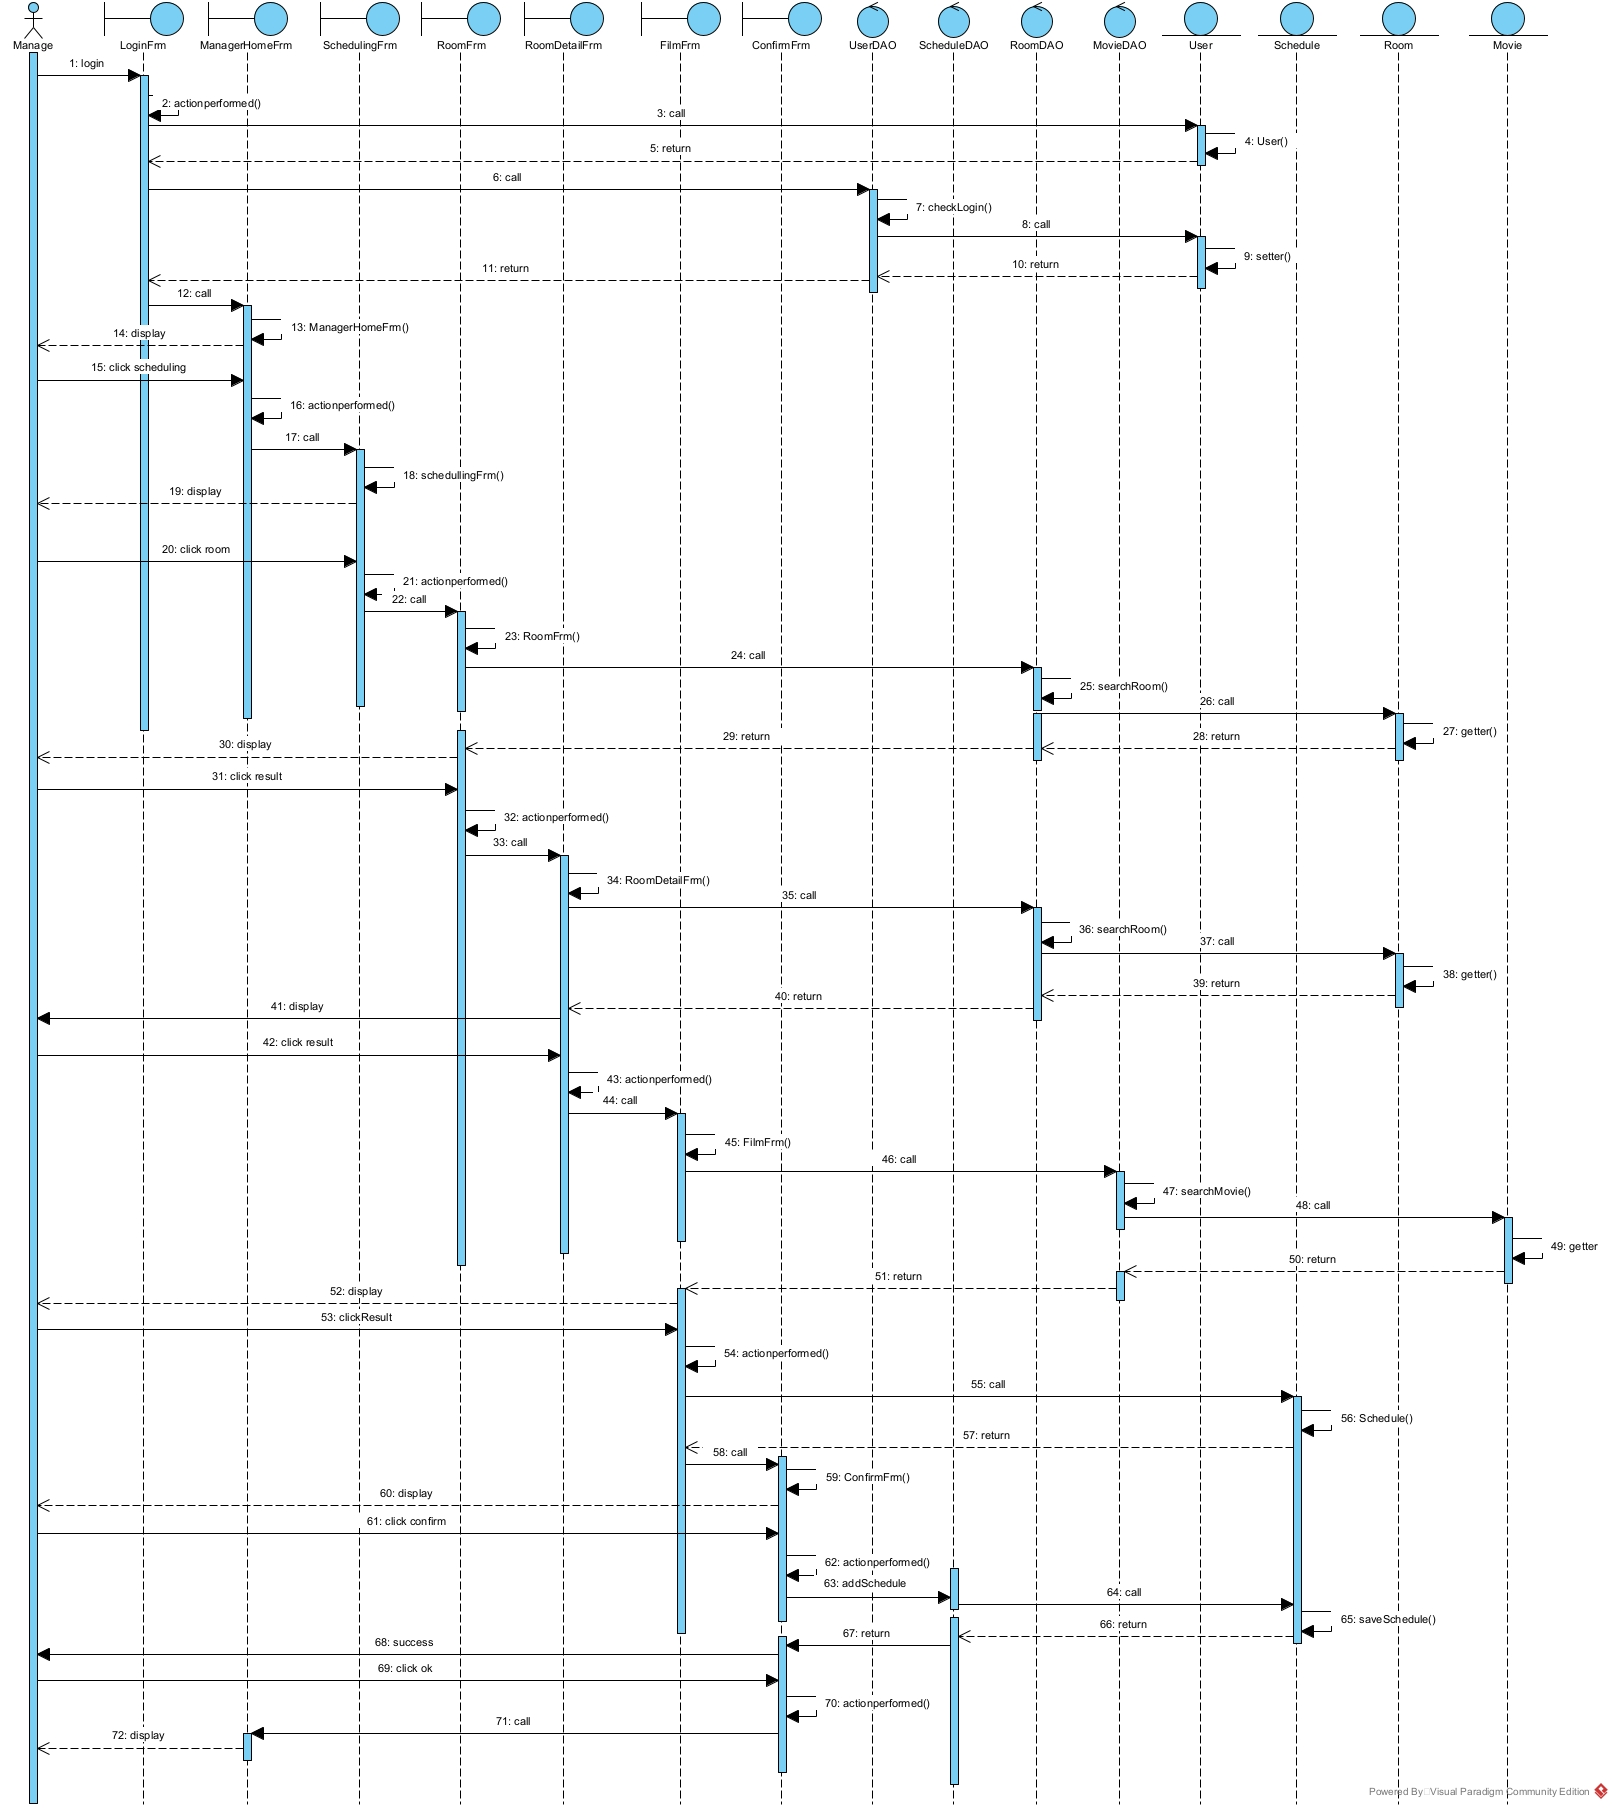 Manage
LoginFrm
ManagerHomeFrm
SchedulingFrm
RoomFrm
RoomDetailFrm
FilmFrm
ConfirmFrm
UserDAO
ScheduleDAO
RoomDAO
MovieDAO
User
Schedule
Room
Movie
1: login
2: actionperformed()
3: call
4: User()
5: return
6: call
7: checkLogin()
8: call
9: setter()
10: return
11: return
12: call
13: ManagerHomeFrm()
14: display
15: click scheduling
16: actionperformed()
17: call
18: schedullingFrm()
19: display
20: click room
21: actionperformed()
22: call
23: RoomFrm()
24: call
25: searchRoom()
26: call
27: getter()
28: return
29: return
30: display
31: click result
32: actionperformed()
33: call
34: RoomDetailFrm()
35: call
36: searchRoom()
37: call
38: getter()
39: return
40: return
41: display
42: click result
43: actionperformed()
44: call
45: FilmFrm()
46: call
47: searchMovie()
48: call
49: getter
50: return
51: return
52: display
53: clickResult
54: actionperformed()
55: call
56: Schedule()
57: return
58: call
59: ConfirmFrm()
60: display
61: click confirm
62: actionperformed()
63: addSchedule
64: call
65: saveSchedule()
66: return
67: return
68: success
69: click ok
70: actionperformed()
71: call
72: display
Powered By Visual Paradigm Community Edition